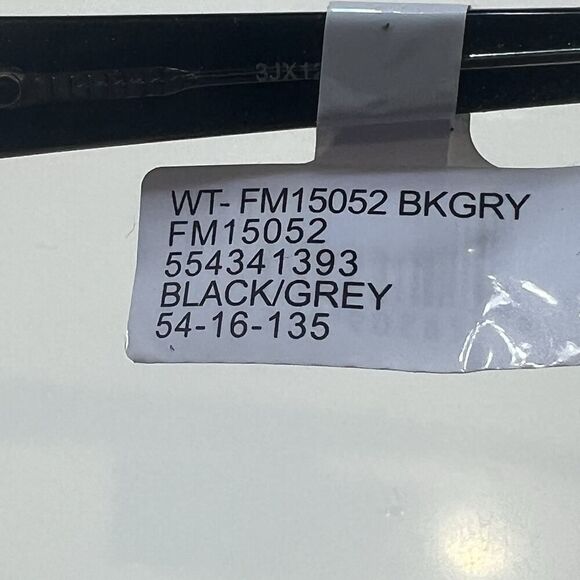 WT- FM15052 BKGRY
FM15052
554341393
BLACK/GREY
54-16-135